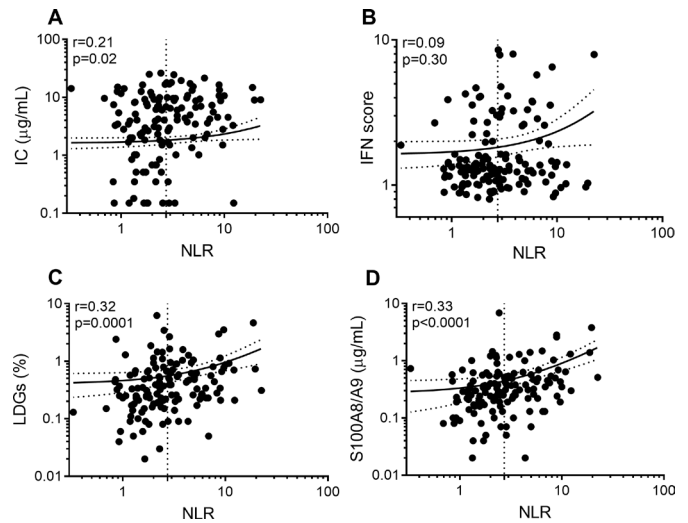 A
r=0.21
p=0.02
100
10
1
0.1
IC (μg/mL)
1
10
100
NLR
B
r=0.09
p=0.30
10
1
IFN score
1
10
100
NLR
C
r=0.32
p=0.0001
10
1
0.1
0.01
LDGs (%)
1
10
100
NLR
D
r=0.33
p<0.0001
10
1
0.1
0.01
S100A8/A9 (μg/mL)
1
10
100
NLR